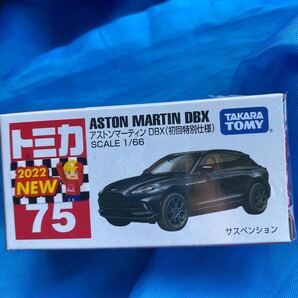 トミカ
2022
NEW
75
ASTON MARTIN DBX
アストンマーティン DBX(初回特別仕様)
SCALE 1/66
TAKARA
TOMY
サスペンション